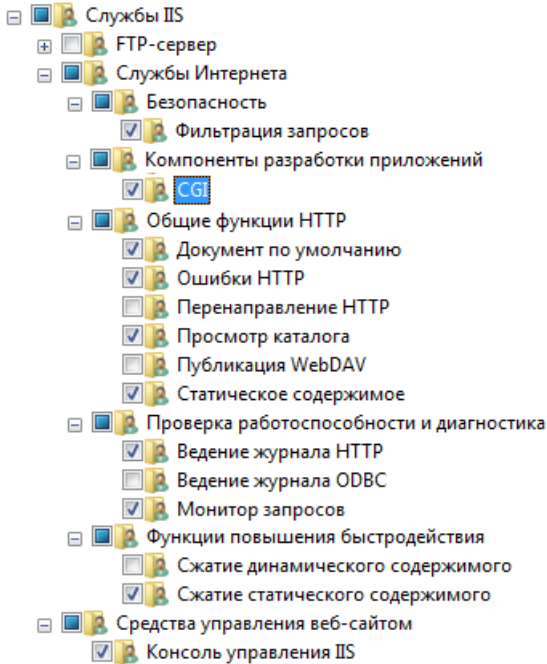 Службы IIS
FTP-сервер
Службы Интернета
Безопасность
Фильтрация запросов
Компоненты разработки приложений
CGI
Общие функции HTTP
Документ по умолчанию
Ошибки HTTP
Перенаправление HTTP
Просмотр каталога
Публикация WebDAV
Статическое содержимое
Проверка работоспособности и диагностика
Ведение журнала HTTP
Ведение журнала ODBC
Монитор запросов
Функции повышения быстродействия
Сжатие динамического содержимого
Сжатие статического содержимого
Средства управления веб-сайтом
Консоль управления IIS